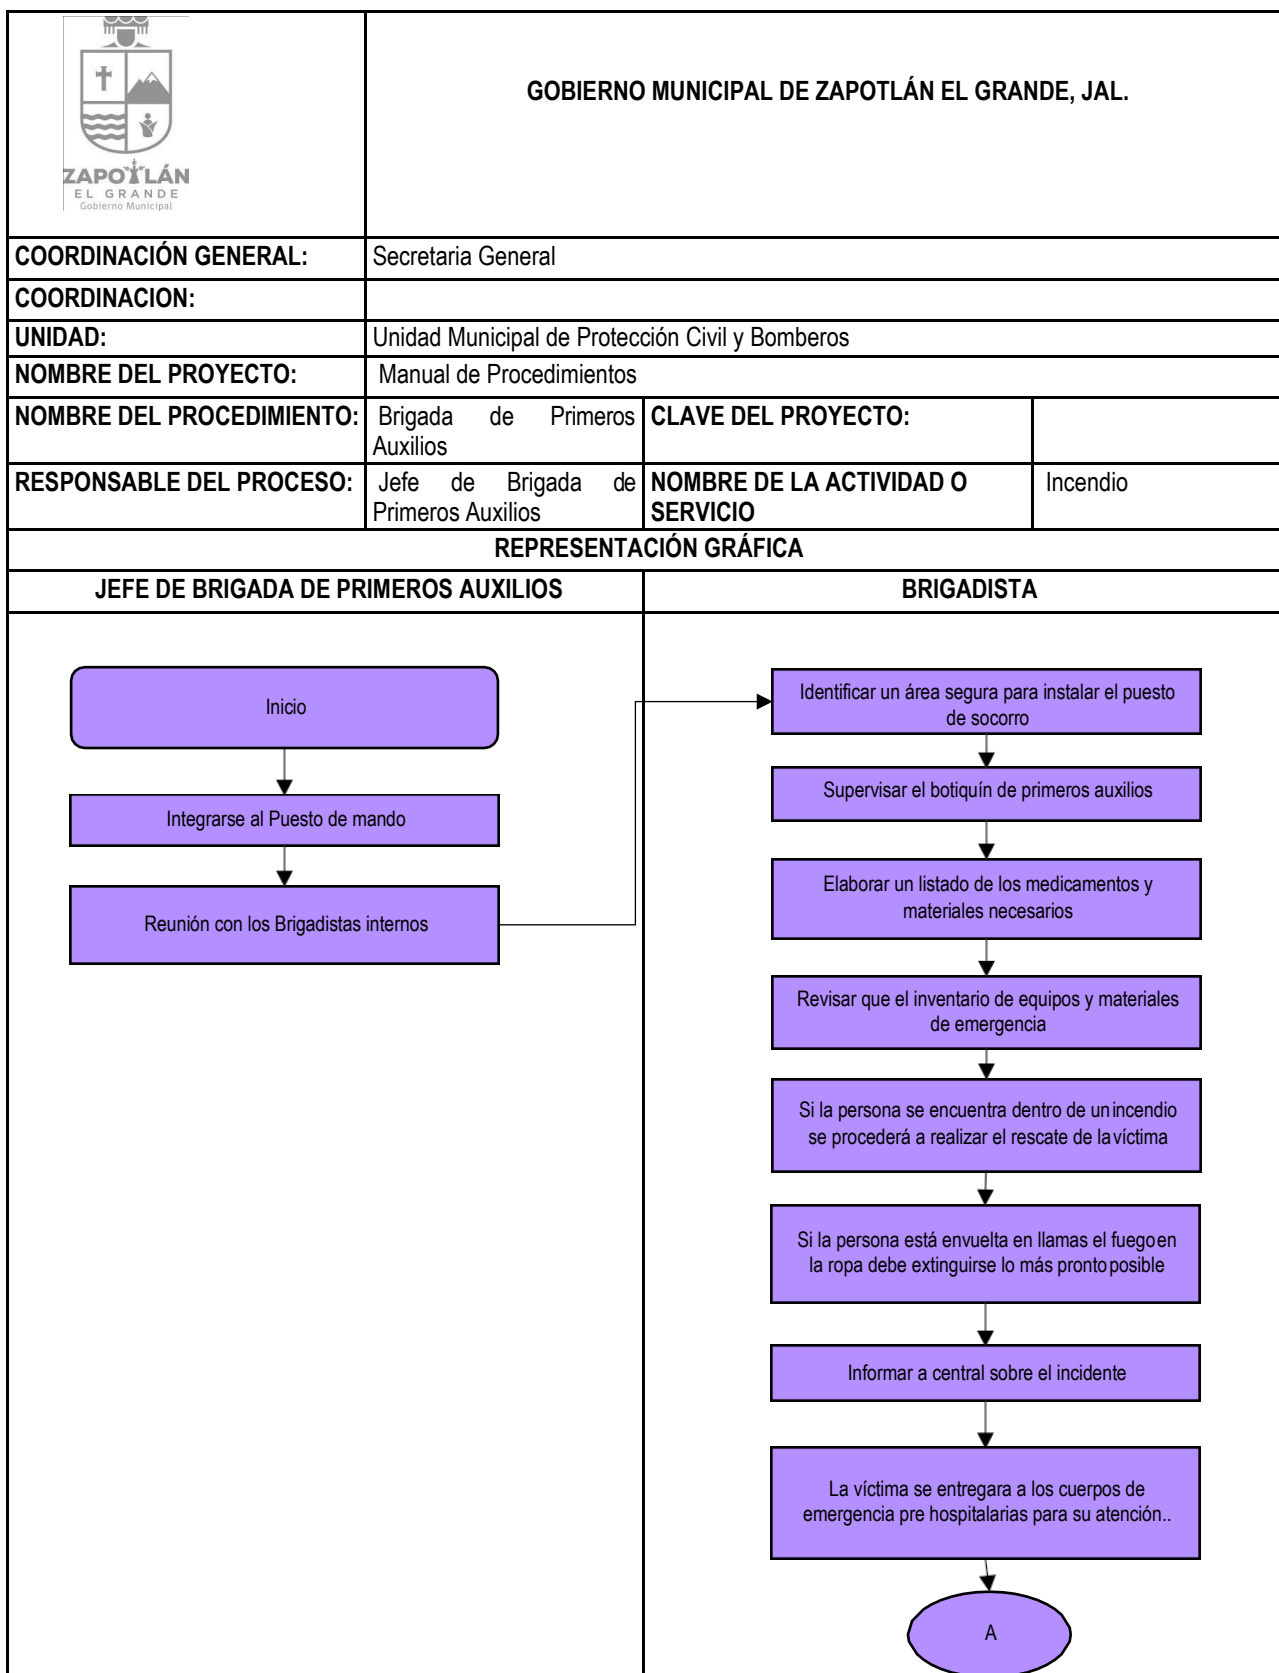 ZAPOTLÁN
EL GRANDE
Gobierno Municipal
GOBIERNO MUNICIPAL DE ZAPOTLÁN EL GRANDE, JAL.
COORDINACIÓN GENERAL: Secretaria General
COORDINACION:
UNIDAD: Unidad Municipal de Protección Civil y Bomberos
NOMBRE DEL PROYECTO: Manual de Procedimientos
NOMBRE DEL PROCEDIMIENTO: Brigada de Primeros
Auxilios
CLAVE DEL PROYECTO:
RESPONSABLE DEL PROCESO: Jefe de Brigada de
Primeros Auxilios
NOMBRE DE LA ACTIVIDAD O
SERVICIO
Incendio
REPRESENTACIÓN GRÁFICA
JEFE DE BRIGADA DE PRIMEROS AUXILIOS
Inicio
Integrarse al Puesto de mando
Reunión con los Brigadistas internos
BRIGADISTA
Identificar un área segura para instalar el puesto
de socorro
Supervisar el botiquín de primeros auxilios
Elaborar un listado de los medicamentos y
materiales necesarios
Revisar que el inventario de equipos y materiales
de emergencia
Si la persona se encuentra dentro de un incendio
se procederá a realizar el rescate de la víctima
Si la persona está envuelta en llamas el fuego en
la ropa debe extinguirse lo más pronto posible
Informar a central sobre el incidente
La víctima se entregara a los cuerpos de
emergencia pre hospitalarias para su atención..
A